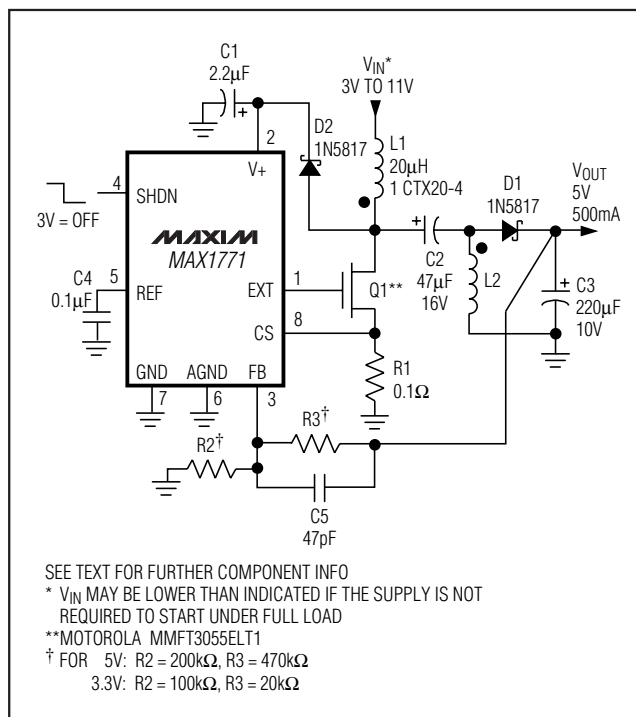 C1
2.2µF
VIN*
3V TO 11V
2
V+
D2
1N5817
L1
20µH
1 CTX20-4
VOUT
5V
500mA
D1
1N5817
4
SHDN
3V = OFF
MAXIM
MAX1771
C2
47µF
16V
L2
C4
0.1µF
5
REF
EXT
1
Q1**
C3
220µF
10V
CS
8
R1
0.1Ω
GND
AGND
FB
7
6
3
R2†
R3†
C5
47pF
SEE TEXT FOR FURTHER COMPONENT INFO
* VIN MAY BE LOWER THAN INDICATED IF THE SUPPLY IS NOT
REQUIRED TO START UNDER FULL LOAD
**MOTOROLA MMFT3055ELT1
† FOR 5V: R2 = 200kΩ, R3 = 470kΩ
3.3V: R2 = 100kΩ, R3 = 20kΩ